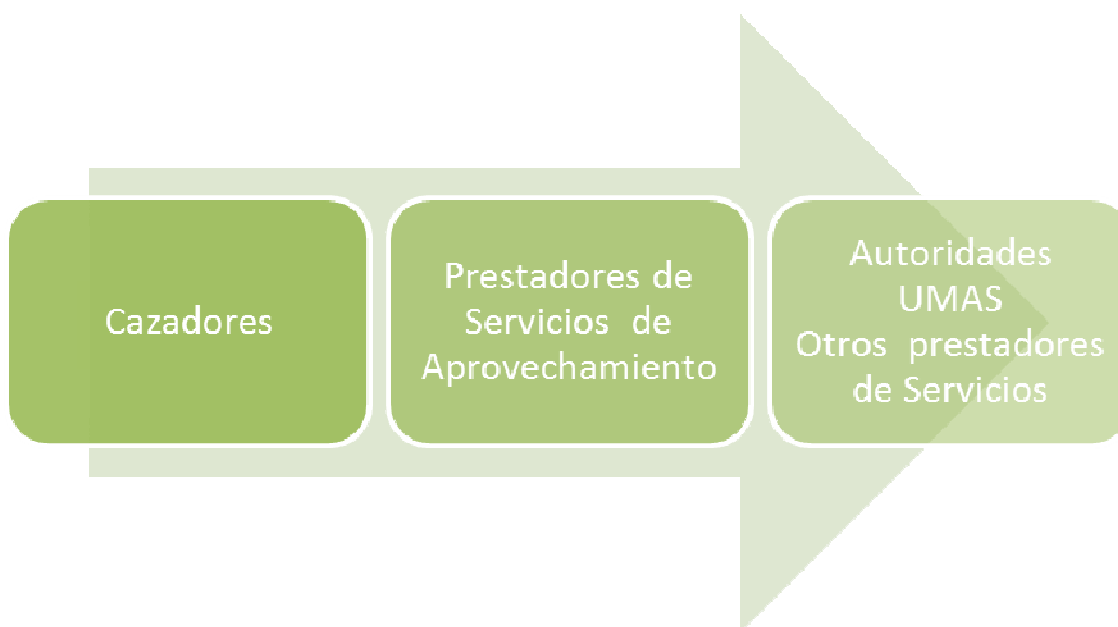 Cazadores
Prestadores de
Servicios de
Aprovechamiento
Autoridades
UMAS
Otros prestadores
de Servicios